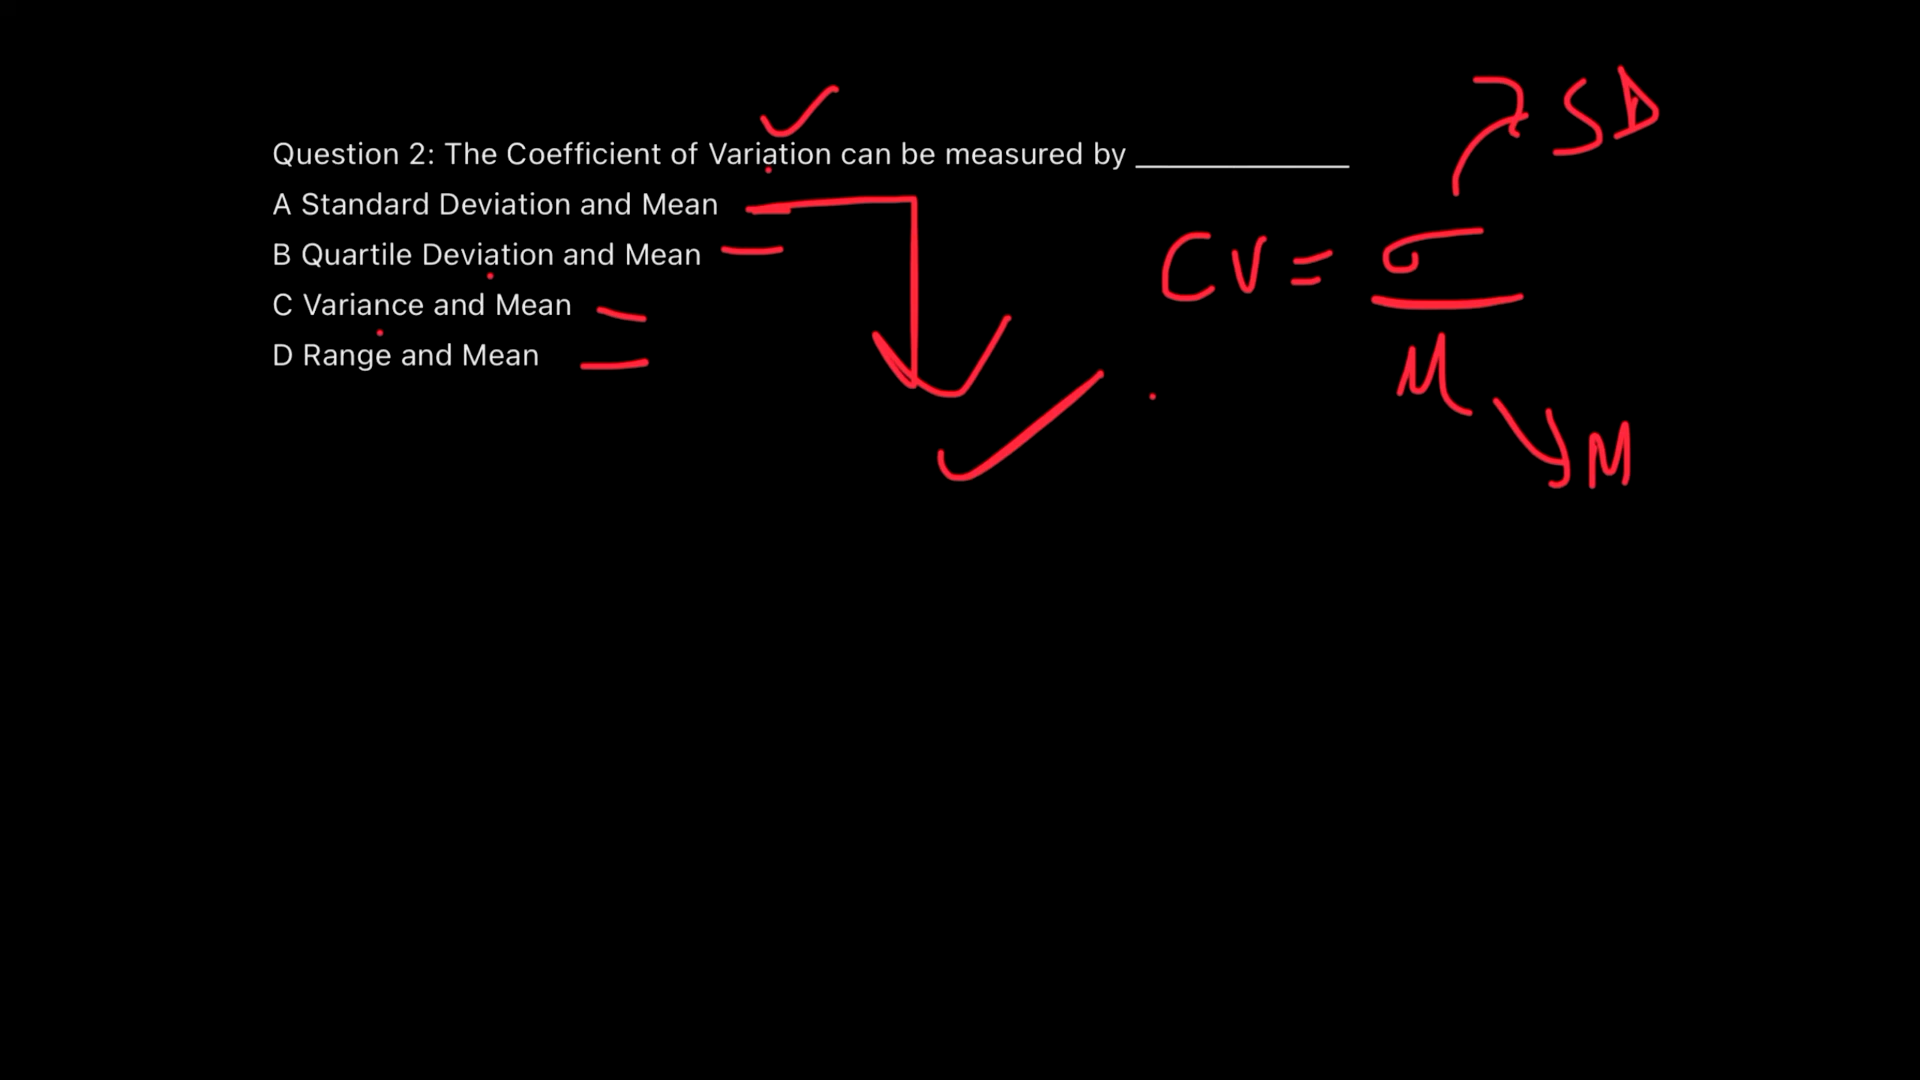 Question 2: The Coefficient of Variation can be measured by _____________
A Standard Deviation and Mean
B Quartile Deviation and Mean
C Variance and Mean
D Range and Mean
SD
CV = σ
μ
M